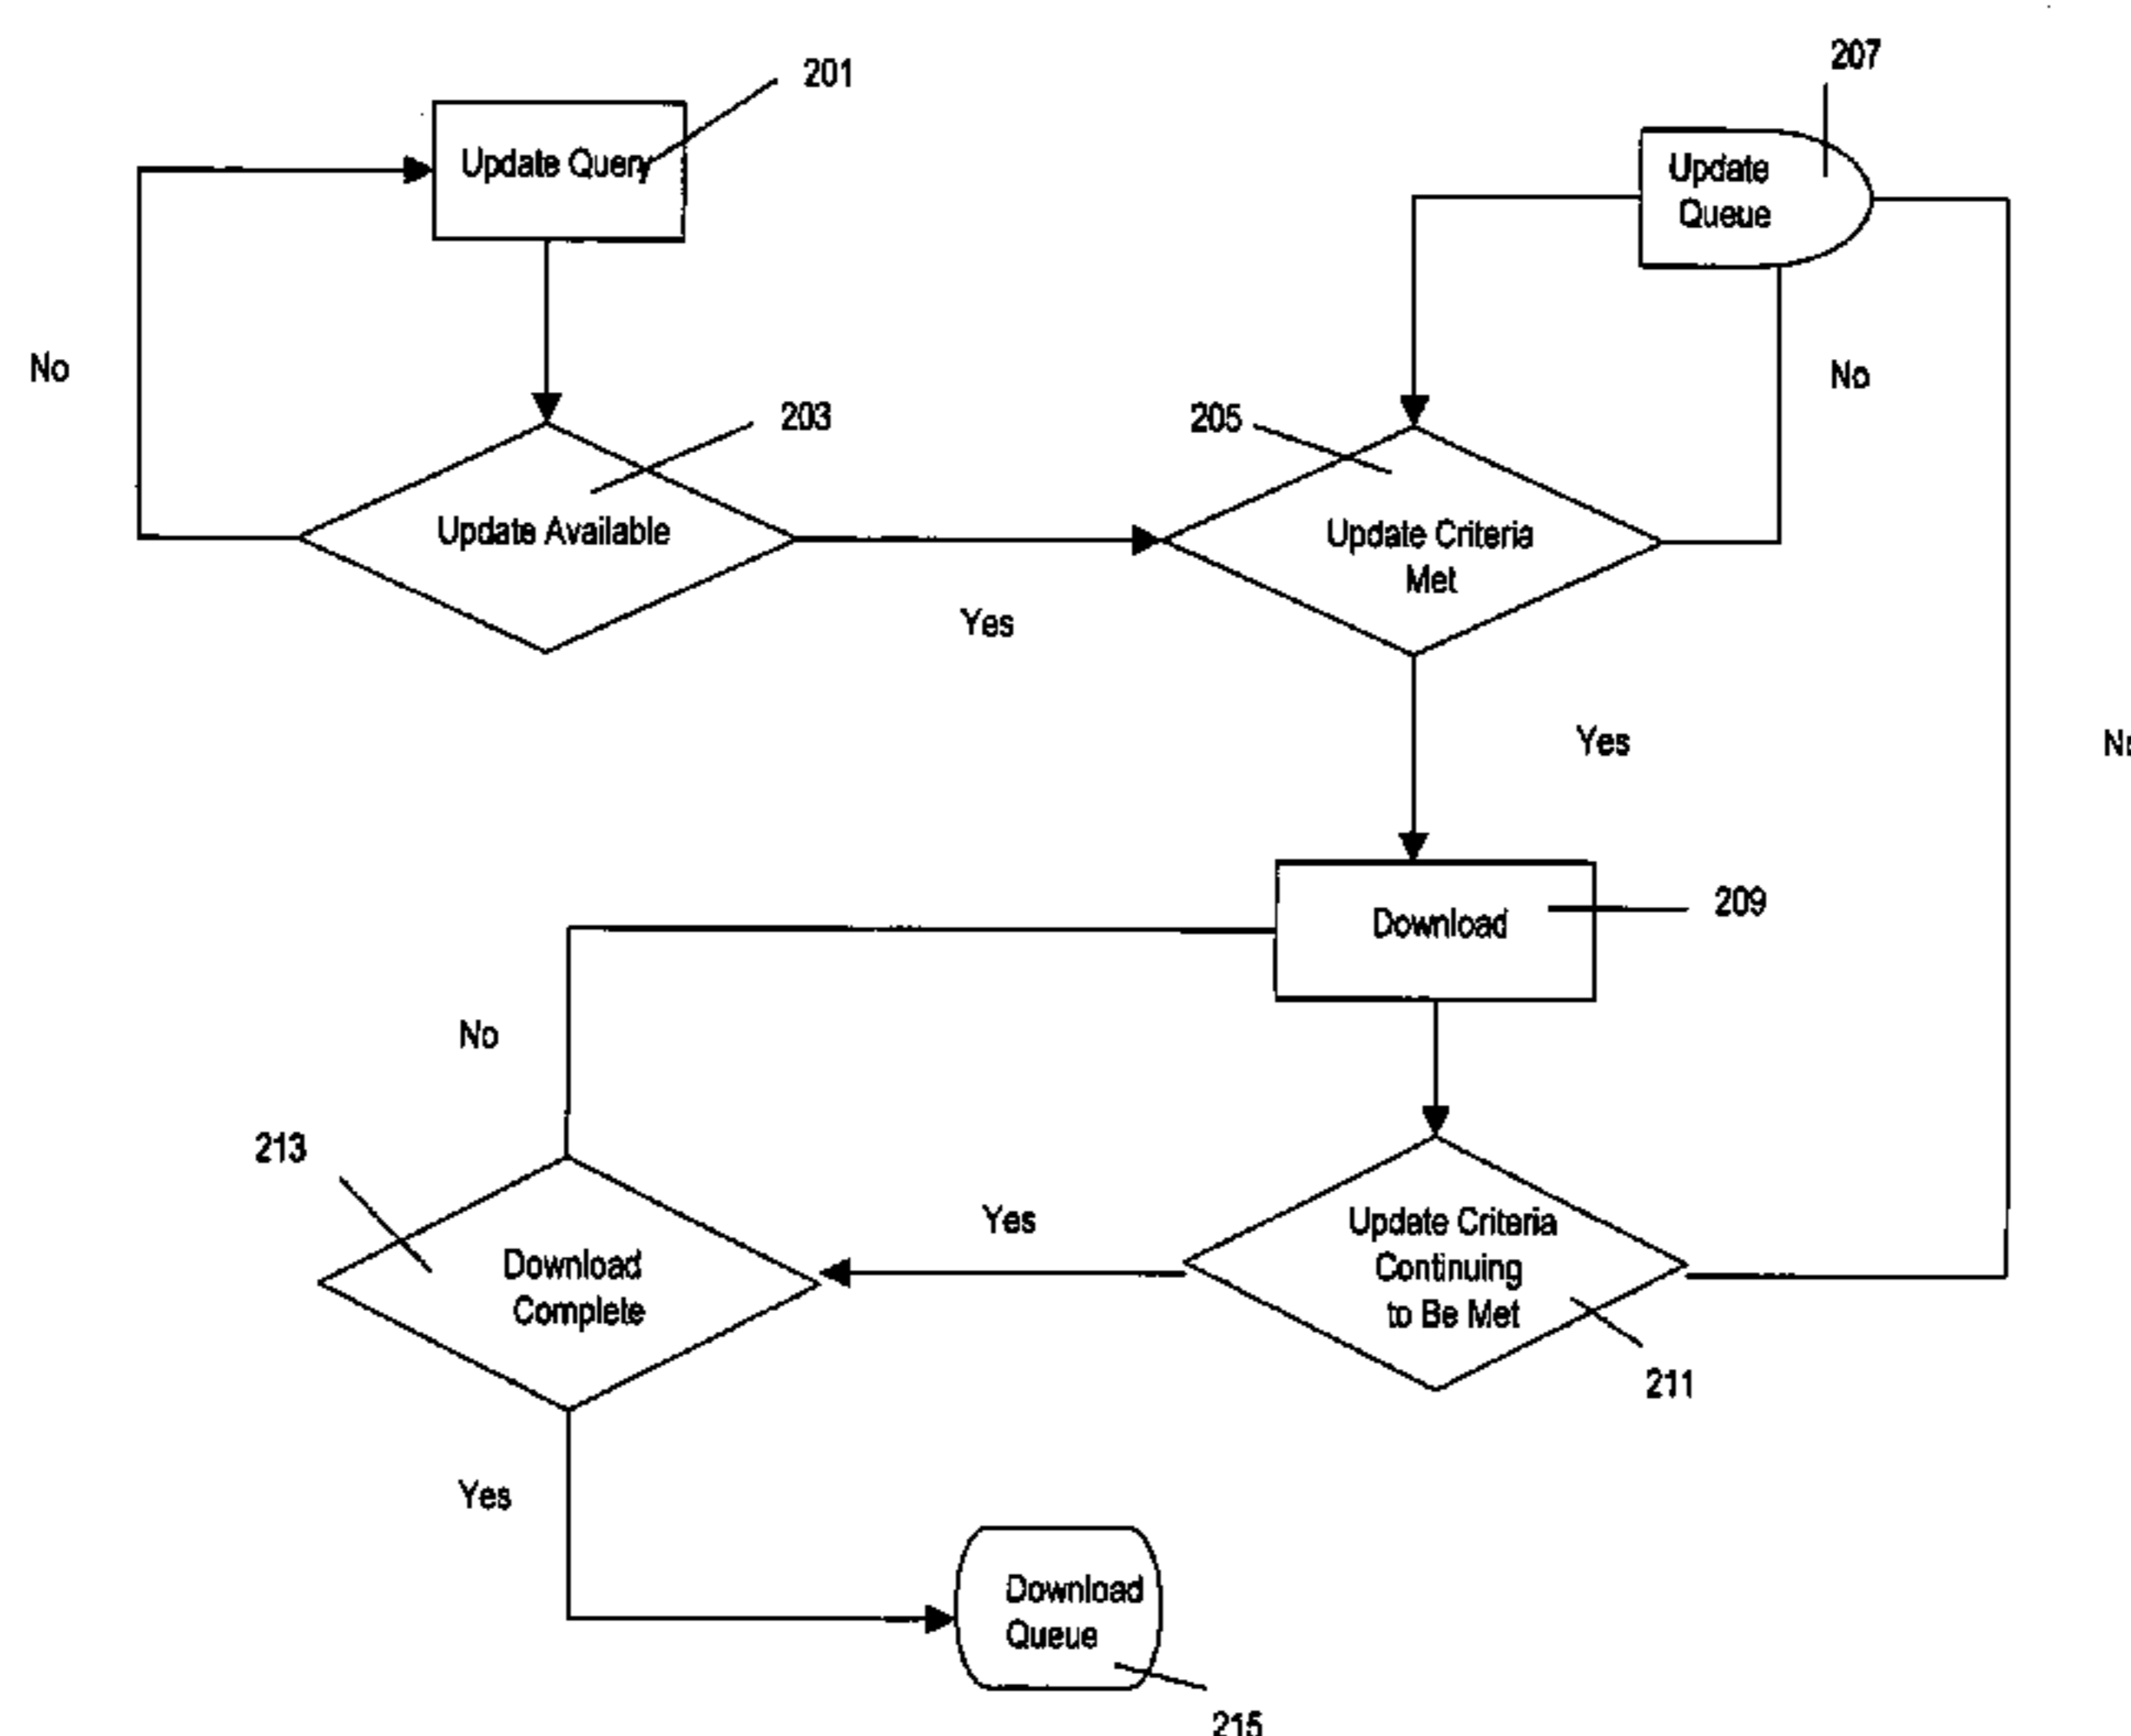 201
207
Update Query
Update
Queue
No
No
203
205
Update Available
Update Criteria
Met
Yes
Yes
209
Download
No
213
Yes
Update Criteria
Continuing
to Be Met
Download
Complete
211
Yes
Download
Queue
215